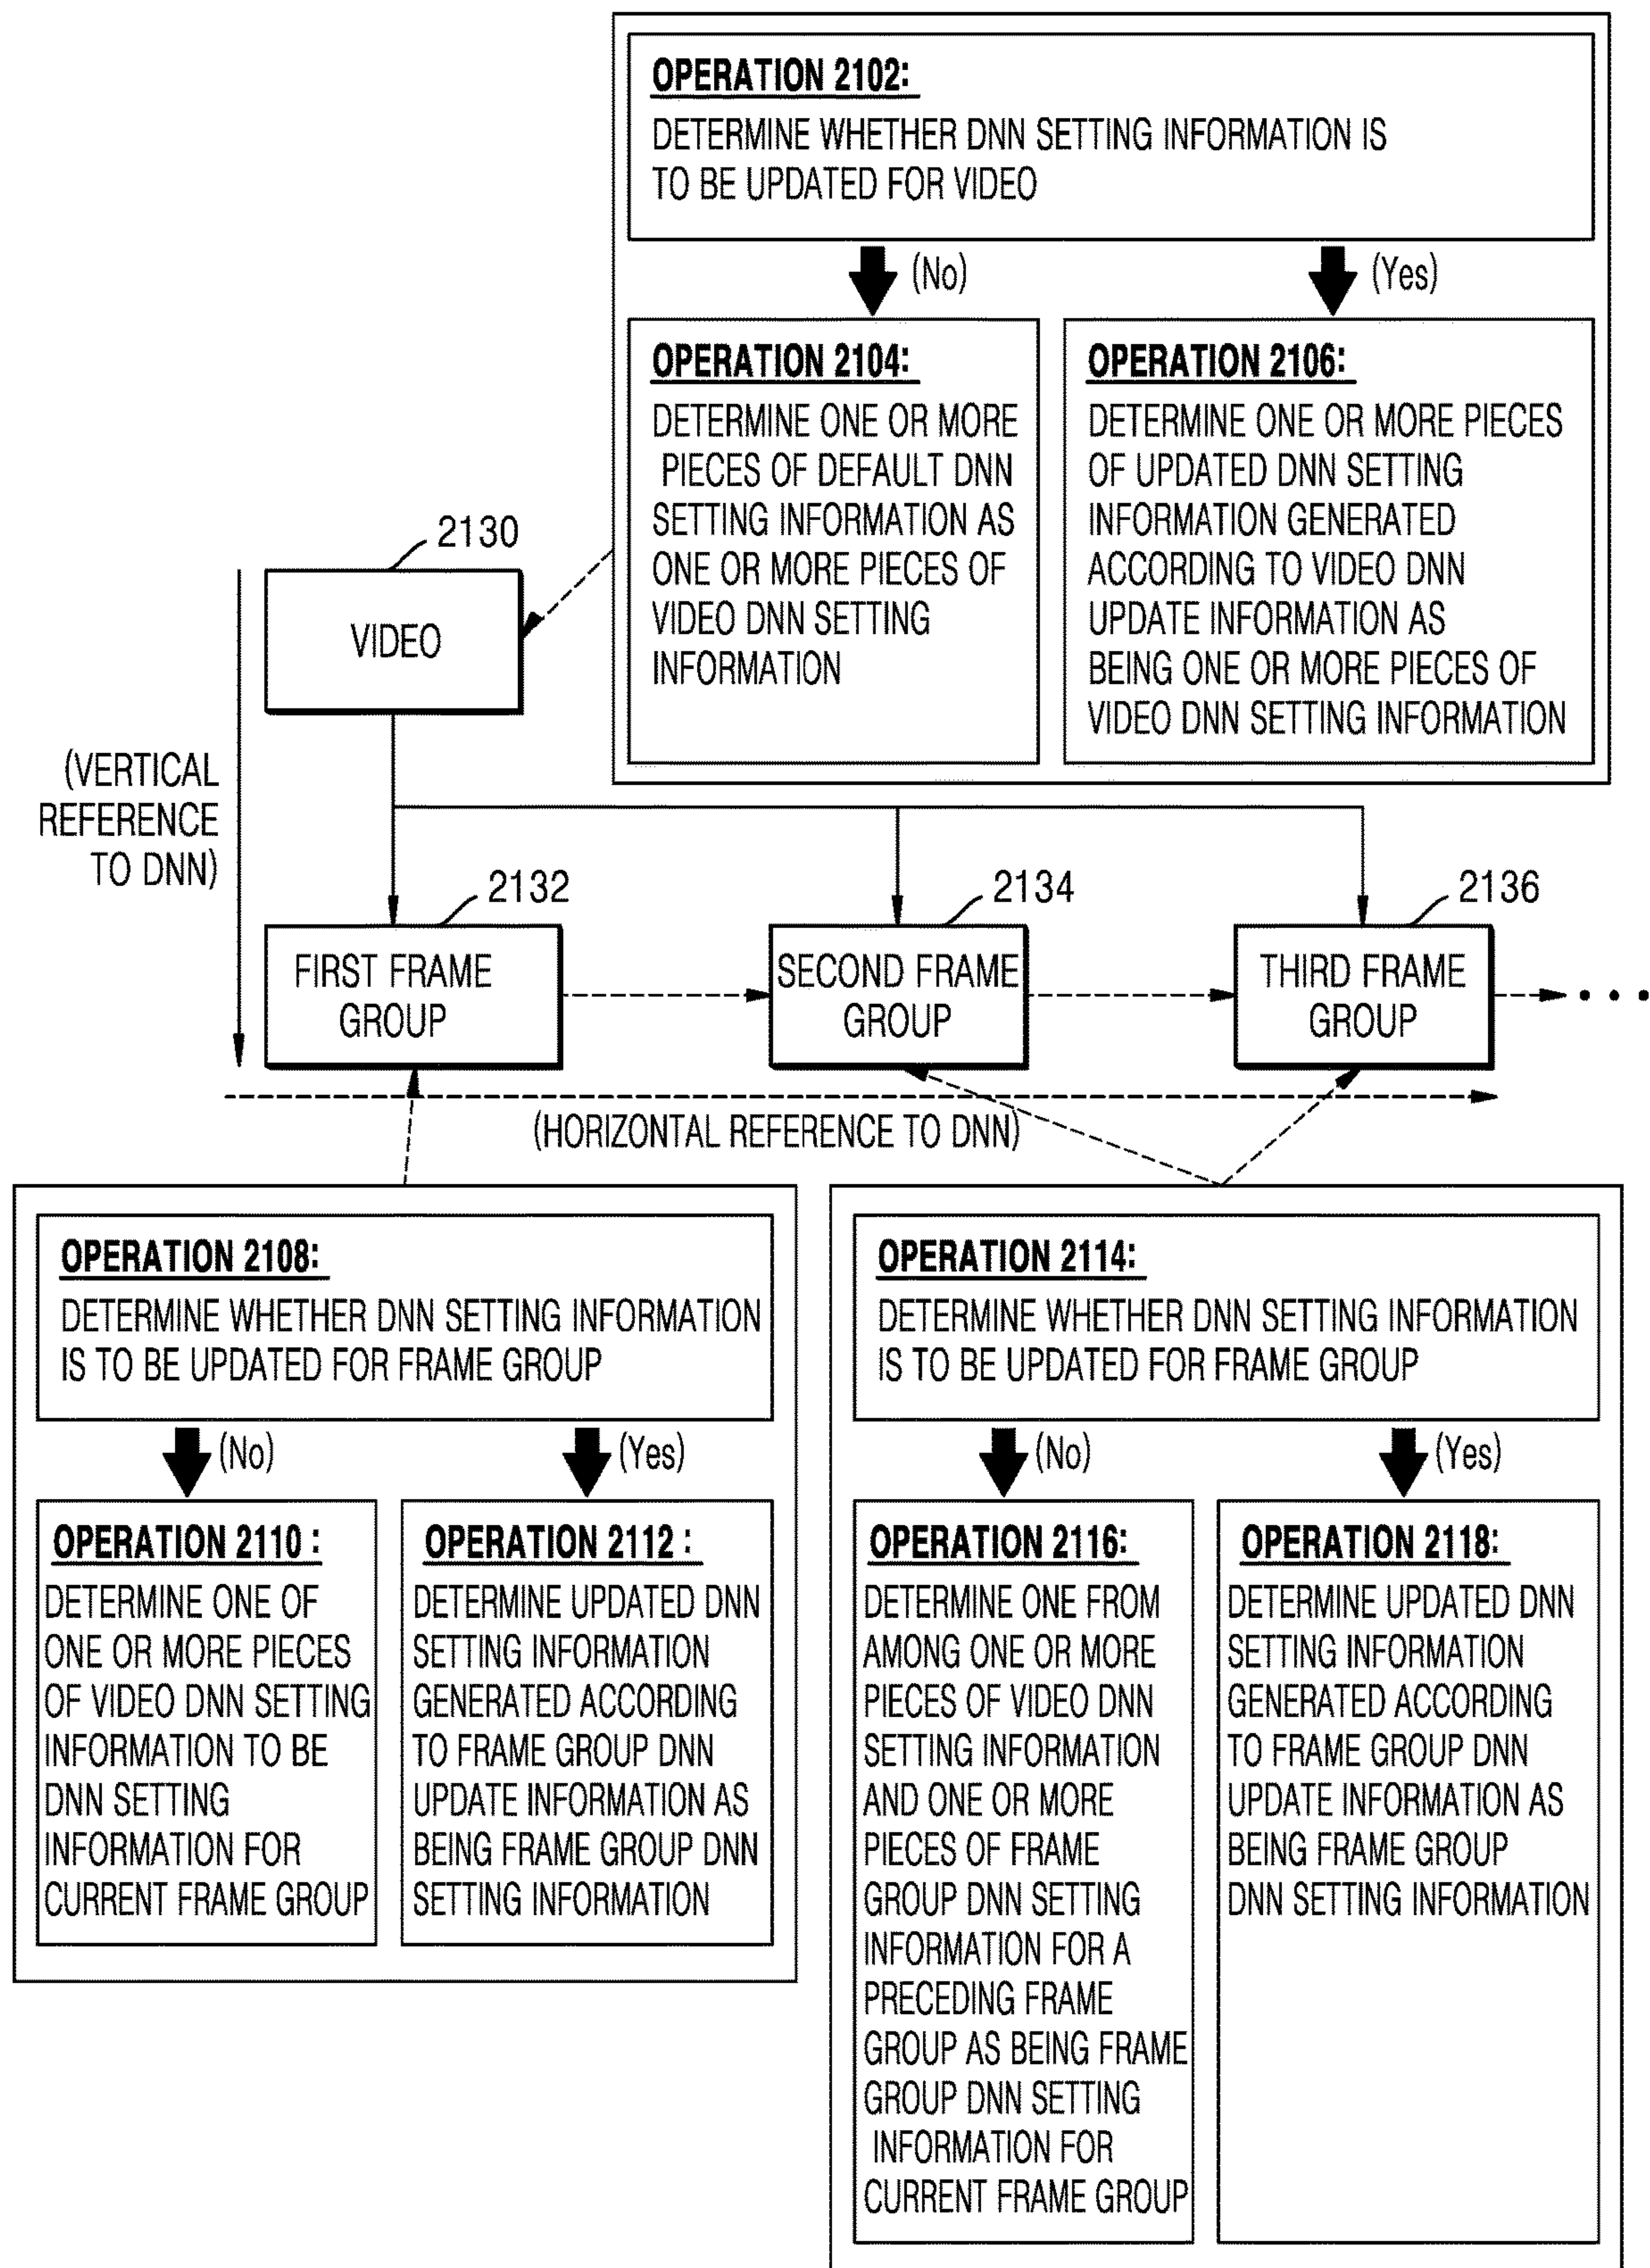 OPERATION 2102:
DETERMINE WHETHER DNN SETTING INFORMATION IS
TO BE UPDATED FOR VIDEO
(No)
(Yes)
OPERATION 2104:
DETERMINE ONE OR MORE
PIECES OF DEFAULT DNN
SETTING INFORMATION AS
ONE OR MORE PIECES OF
VIDEO DNN SETTING
INFORMATION
OPERATION 2106:
DETERMINE ONE OR MORE PIECES
OF UPDATED DNN SETTING
INFORMATION GENERATED
ACCORDING TO VIDEO DNN
UPDATE INFORMATION AS
BEING ONE OR MORE PIECES OF
VIDEO DNN SETTING INFORMATION
2130
VIDEO
(VERTICAL
REFERENCE
TO DNN)
2132
FIRST FRAME
GROUP
2134
SECOND FRAME
GROUP
2136
THIRD FRAME
GROUP
• • •
(HORIZONTAL REFERENCE TO DNN)
OPERATION 2108:
DETERMINE WHETHER DNN SETTING INFORMATION
IS TO BE UPDATED FOR FRAME GROUP
(No)
(Yes)
OPERATION 2110 :
DETERMINE ONE OF
ONE OR MORE PIECES
OF VIDEO DNN SETTING
INFORMATION TO BE
DNN SETTING
INFORMATION FOR
CURRENT FRAME GROUP
OPERATION 2112 :
DETERMINE UPDATED DNN
SETTING INFORMATION
GENERATED ACCORDING
TO FRAME GROUP DNN
UPDATE INFORMATION AS
BEING FRAME GROUP DNN
SETTING INFORMATION
OPERATION 2114:
DETERMINE WHETHER DNN SETTING INFORMATION
IS TO BE UPDATED FOR FRAME GROUP
(No)
(Yes)
OPERATION 2116:
DETERMINE ONE FROM
AMONG ONE OR MORE
PIECES OF VIDEO DNN
SETTING INFORMATION
AND ONE OR MORE
PIECES OF FRAME
GROUP DNN SETTING
INFORMATION FOR A
PRECEDING FRAME
GROUP AS BEING FRAME
GROUP DNN SETTING
INFORMATION FOR
CURRENT FRAME GROUP
OPERATION 2118:
DETERMINE UPDATED DNN
SETTING INFORMATION
GENERATED ACCORDING
TO FRAME GROUP DNN
UPDATE INFORMATION AS
BEING FRAME GROUP
DNN SETTING INFORMATION